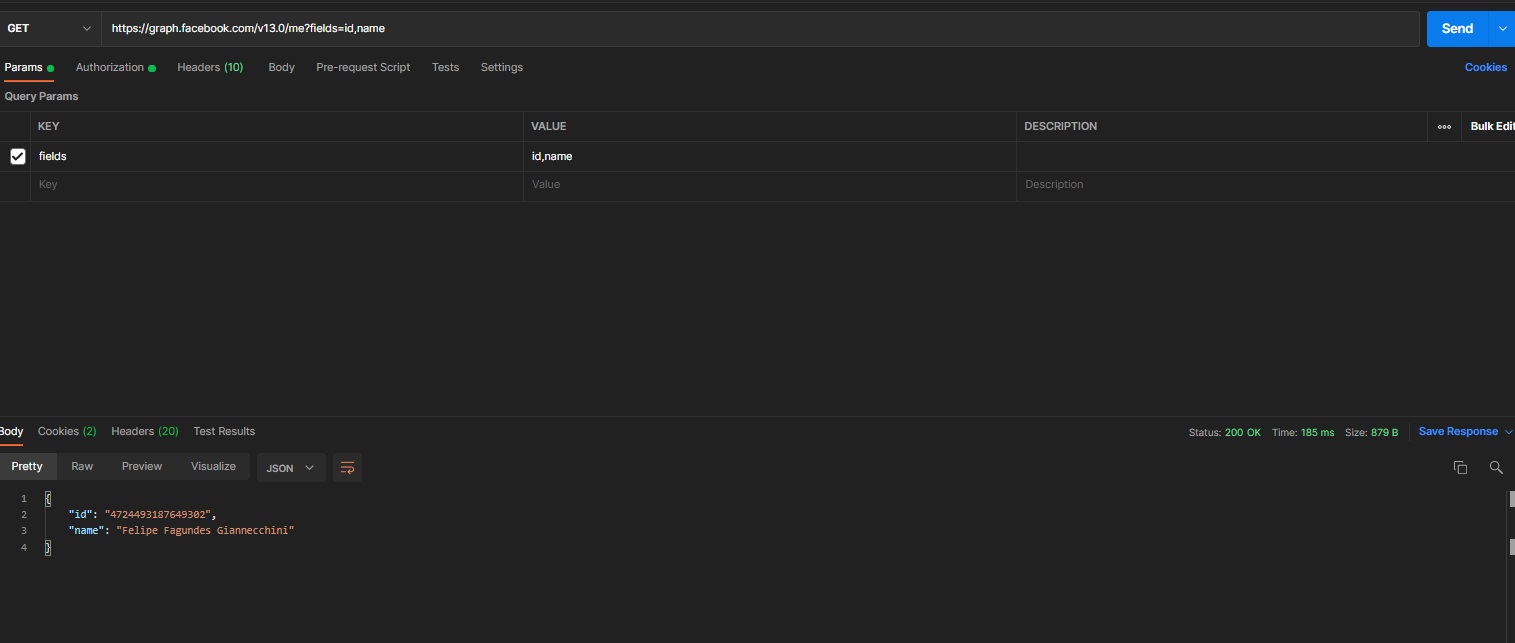 GET https://graph.facebook.com/v13.0/me?fields=id,name Send
Params Authorization Headers (10) Body Pre-request Script Tests Settings Cookies
Query Params
KEY VALUE DESCRIPTION ooo Bulk Edit
fields id,name
Key Value Description
Body Cookies (2) Headers (20) Test Results Status: 200 OK Time: 185 ms Size: 879 B Save Response
Pretty Raw Preview Visualize JSON
1 {
2 "id": "4724493187649302",
3 "name": "Felipe Fagundes Giannecchini"
4 }